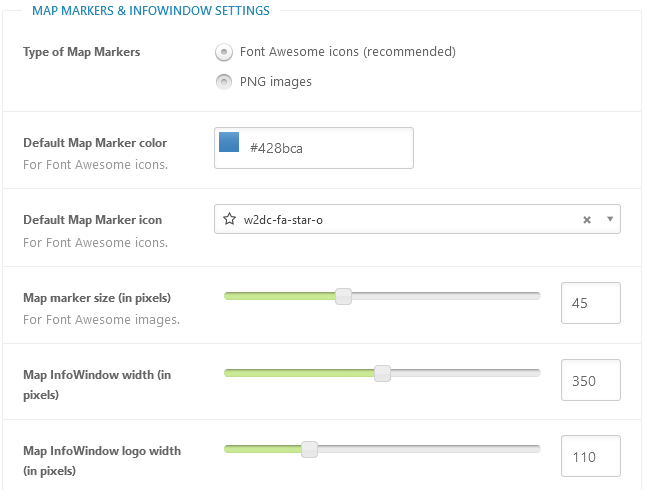 MAP MARKERS & INFOWINDOW SETTINGS
Type of Map Markers
Font Awesome icons (recommended)
PNG images
Default Map Marker color
For Font Awesome icons.
#428bca
Default Map Marker icon
For Font Awesome icons.
w2dc-fa-star-o
Map marker size (in pixels)
For Font Awesome images.
45
Map InfoWindow width (in
pixels)
350
Map InfoWindow logo width
(in pixels)
110